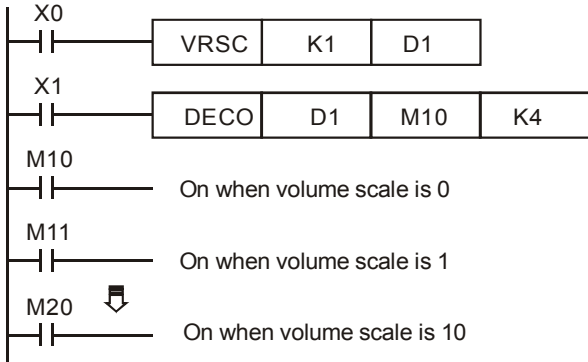 X0
VRSC K1 D1
X1
DECO D1 M10 K4
M10
On when volume scale is 0
M11
On when volume scale is 1
M20
On when volume scale is 10